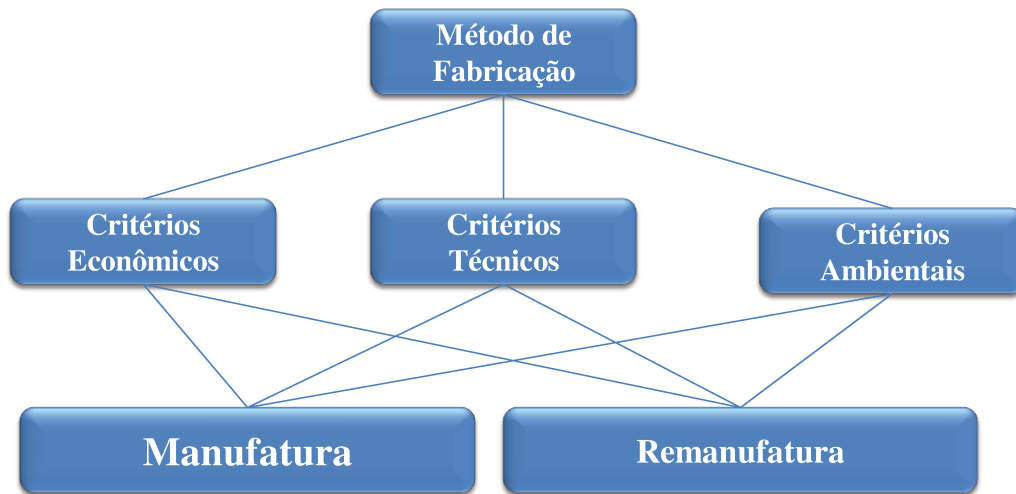 Método de
Fabricação
Critérios
Econômicos
Critérios
Técnicos
Critérios
Ambientais
Manufatura
Remanufatura